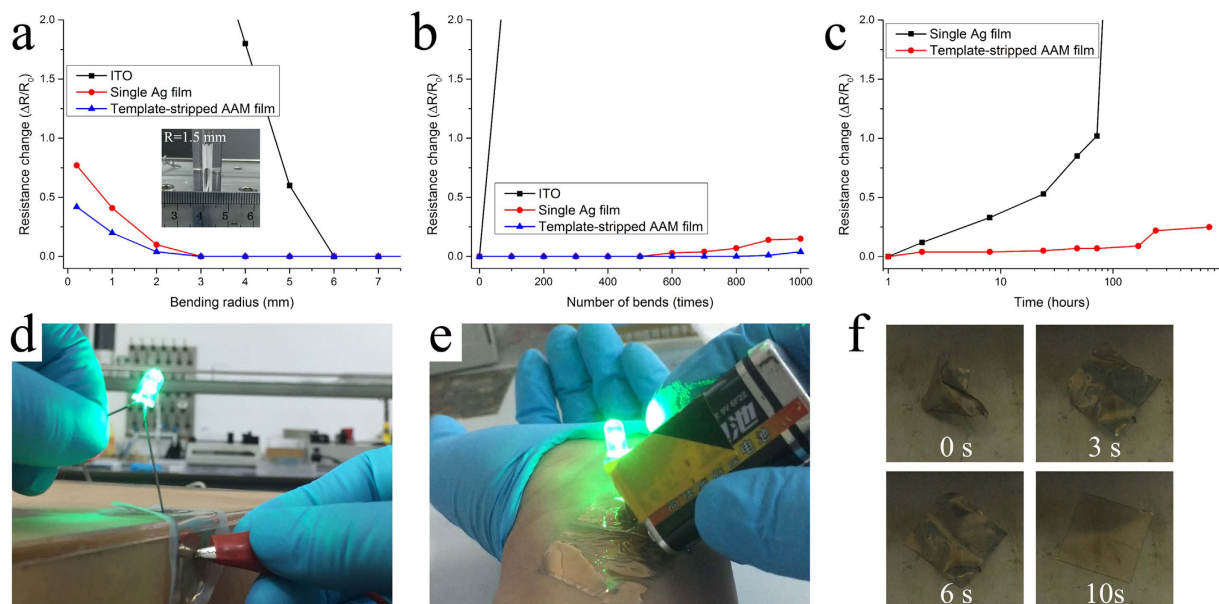 a
2.0
1.5
1.0
0.5
0.0
Resistance change (ΔR/R₀)
ITO
Single Ag film
Template-stripped AAM film
R=1.5 mm
3 4 5 6
0 1 2 3 4 5 6 7
Bending radius (mm)
b
2.0
1.5
1.0
0.5
0.0
Resistance change (ΔR/R₀)
ITO
Single Ag film
Template-stripped AAM film
0 200 400 600 800 1000
Number of bends (times)
c
2.0
1.5
1.0
0.5
0.0
Resistance change (ΔR/R₀)
Single Ag film
Template-stripped AAM film
1 10 100
Time (hours)
d
e
池
f
0 s
3 s
6 s
10s